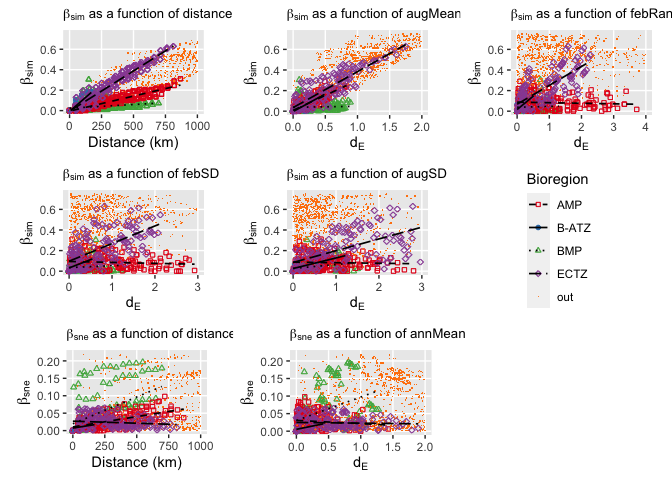 βsim as a function of distance
βsim as a function of augMean
βsim as a function of febRan
βsim
0.6
0.4
0.2
0.0
0 250 500 750 1000
Distance (km)
βsim
0.6
0.4
0.2
0.0
0.0 0.5 1.0 1.5 2.0
dE
βsim
0.6
0.4
0.2
0.0
0 1 2 3 4
dE
βsim as a function of febSD
βsim as a function of augSD
βsim
0.6
0.4
0.2
0.0
0 1 2 3
dE
βsim
0.6
0.4
0.2
0.0
0 1 2 3
dE
Bioregion
AMP
B-ATZ
BMP
ECTZ
out
βsne as a function of distance
βsne as a function of annMean
βsne
0.20
0.15
0.10
0.05
0.00
0 250 500 750 1000
Distance (km)
βsne
0.20
0.15
0.10
0.05
0.00
0.0 0.5 1.0 1.5 2.0
dE